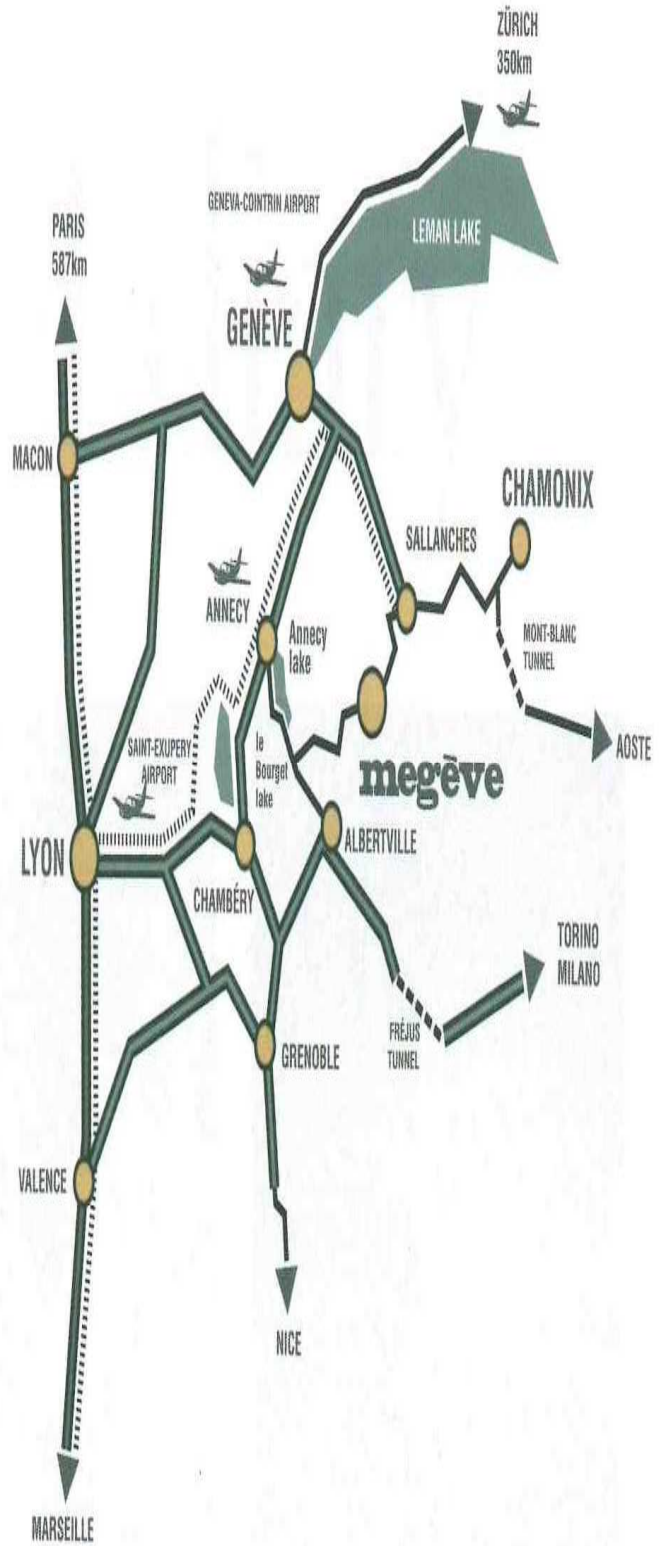 ZÜRICH
350km
GENEVA-COINTRIN AIRPORT
LEMAN LAKE
PARIS
587km
GENÈVE
MACON
CHAMONIX
SALLANCHES
ANNECY
Annecy
lake
MONT-BLANC
TUNNEL
SAINT-EXUPERY
AIRPORT
le
Bourget
lake
AOSTE
megève
LYON
ALBERTVILLE
CHAMBÉRY
TORINO
MILANO
FRÉJUS
TUNNEL
GRENOBLE
VALENCE
NICE
MARSEILLE